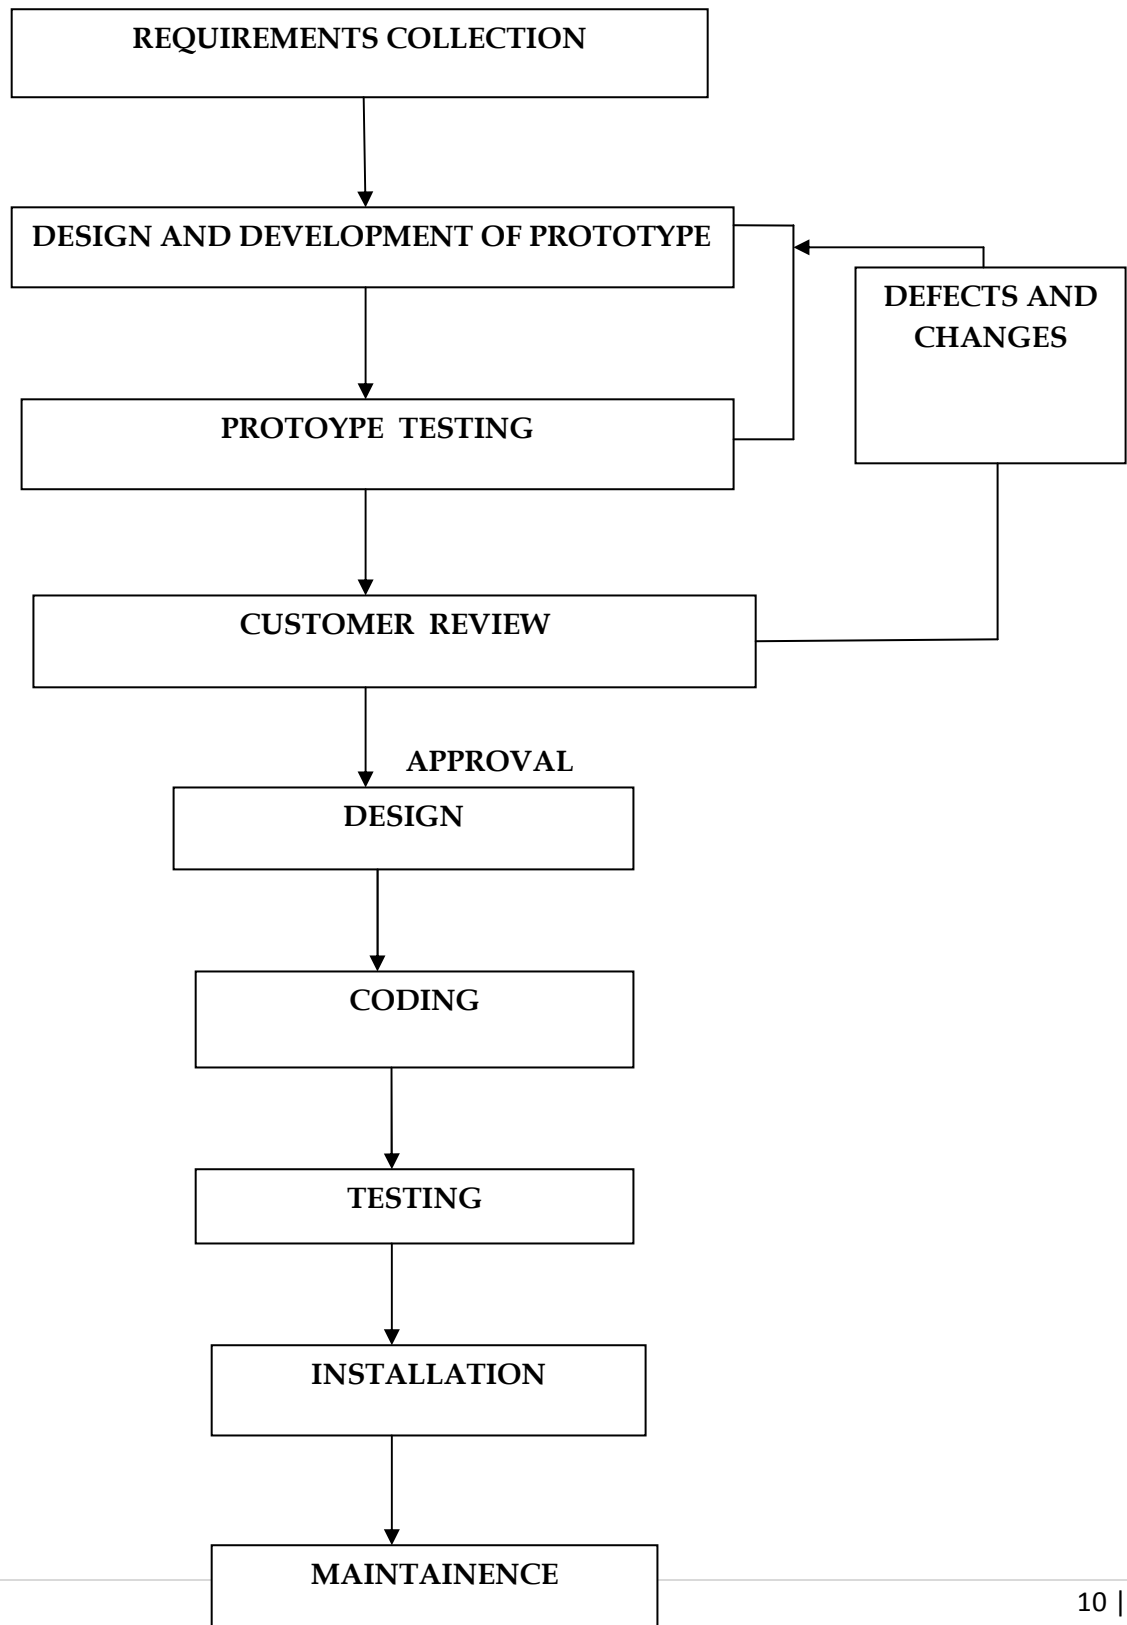 REQUIREMENTS COLLECTION
DESIGN AND DEVELOPMENT OF PROTOTYPE
DEFECTS AND
CHANGES
PROTOYPE TESTING
CUSTOMER REVIEW
APPROVAL
DESIGN
CODING
TESTING
INSTALLATION
MAINTAINENCE
10 |